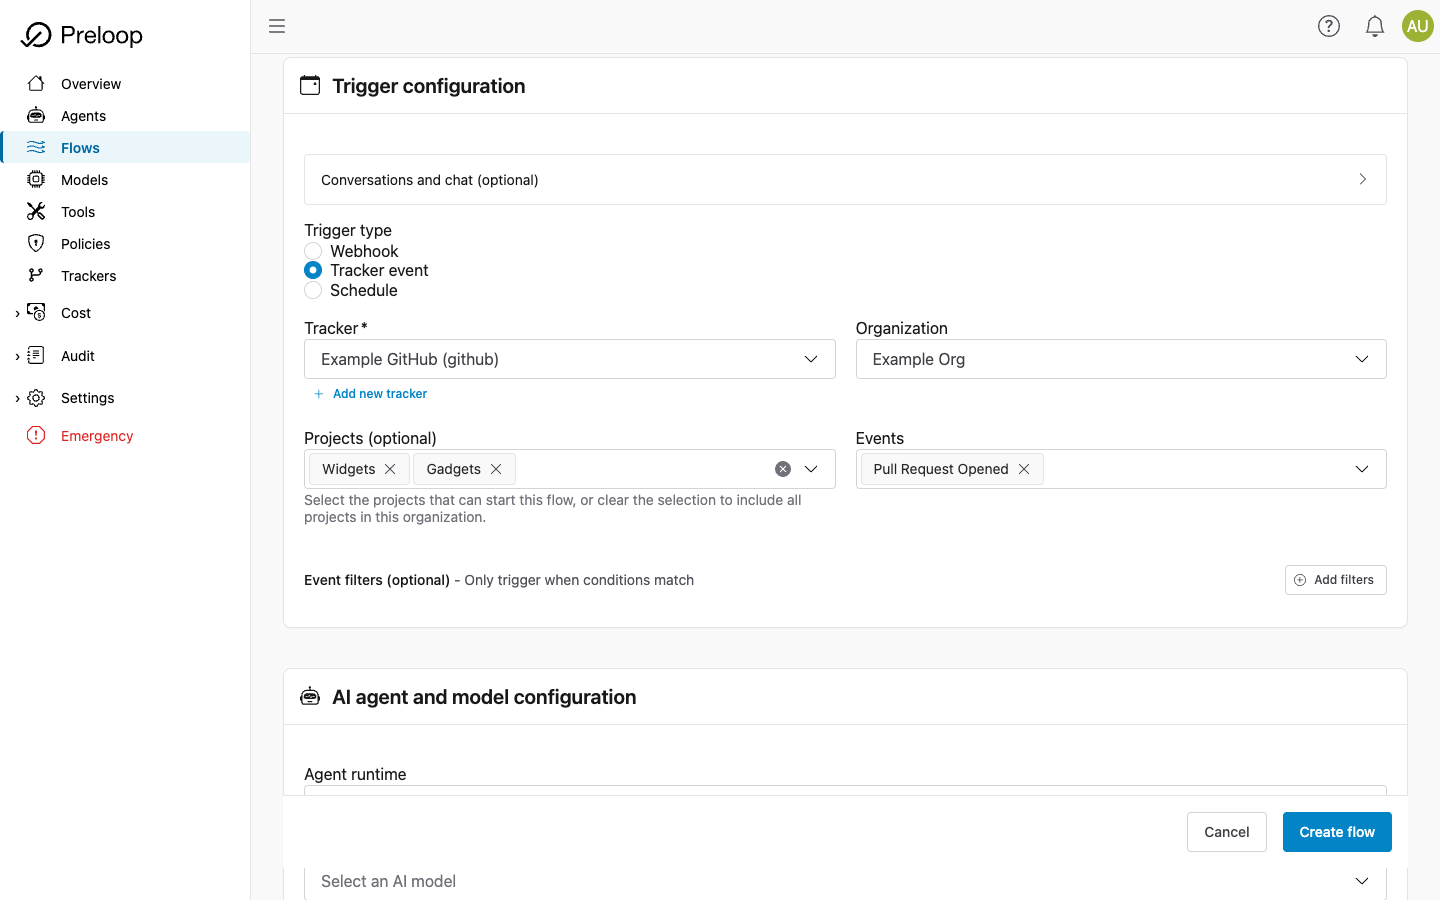 Preloop
AU
Overview
Agents
Flows
Models
Tools
Policies
Trackers
Cost
Audit
Settings
Emergency
Trigger configuration
Conversations and chat (optional)
Trigger type
Webhook
Tracker event
Schedule
Tracker *
Example GitHub (github)
Add new tracker
Organization
Example Org
Projects (optional)
Widgets
Gadgets
Select the projects that can start this flow, or clear the selection to include all
projects in this organization.
Events
Pull Request Opened
Event filters (optional) - Only trigger when conditions match
Add filters
AI agent and model configuration
Agent runtime
Cancel
Create flow
Select an AI model